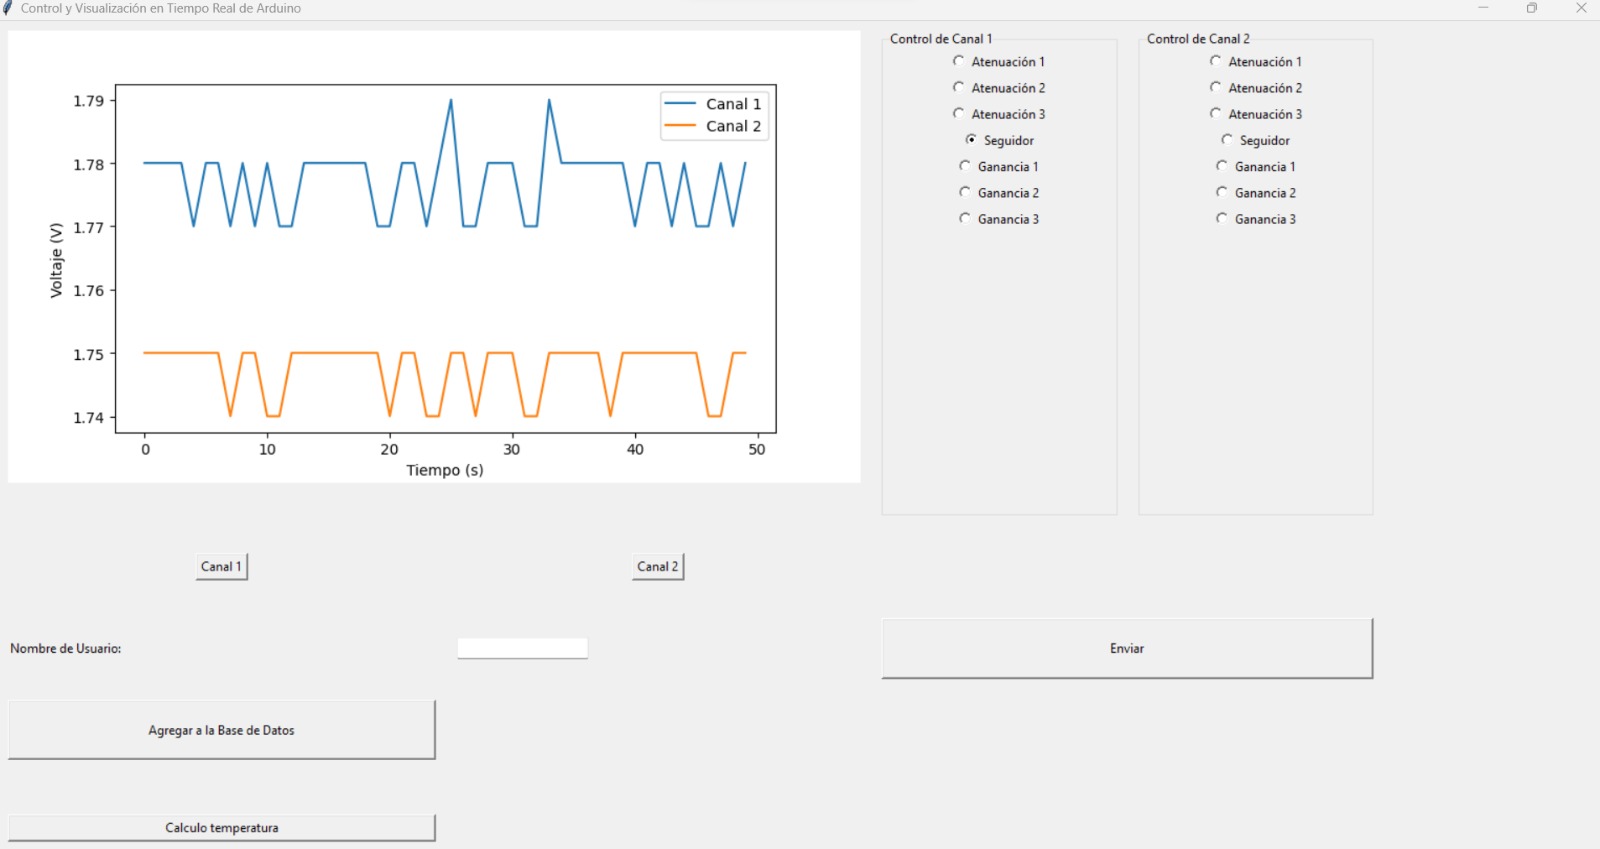 Control y Visualización en Tiempo Real de Arduino
1.79
1.78
1.77
1.76
1.75
1.74
Voltaje (V)
0 10 20 30 40 50
Tiempo (s)
Canal 1
Canal 2
Control de Canal 1
Atenuación 1
Atenuación 2
Atenuación 3
Seguidor
Ganancia 1
Ganancia 2
Ganancia 3
Control de Canal 2
Atenuación 1
Atenuación 2
Atenuación 3
Seguidor
Ganancia 1
Ganancia 2
Ganancia 3
Canal 1 Canal 2
Nombre de Usuario:
Enviar
Agregar a la Base de Datos
Calculo temperatura